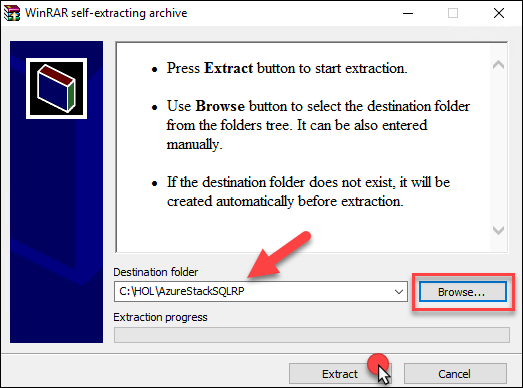 WinRAR self-extracting archive
• Press Extract button to start extraction.
• Use Browse button to select the destination folder
from the folders tree. It can be also entered
manually.
• If the destination folder does not exist, it will be
created automatically before extraction.
Destination folder
C:\HOL\AzureStackSQLRP
Browse...
Extraction progress
Extract
Cancel